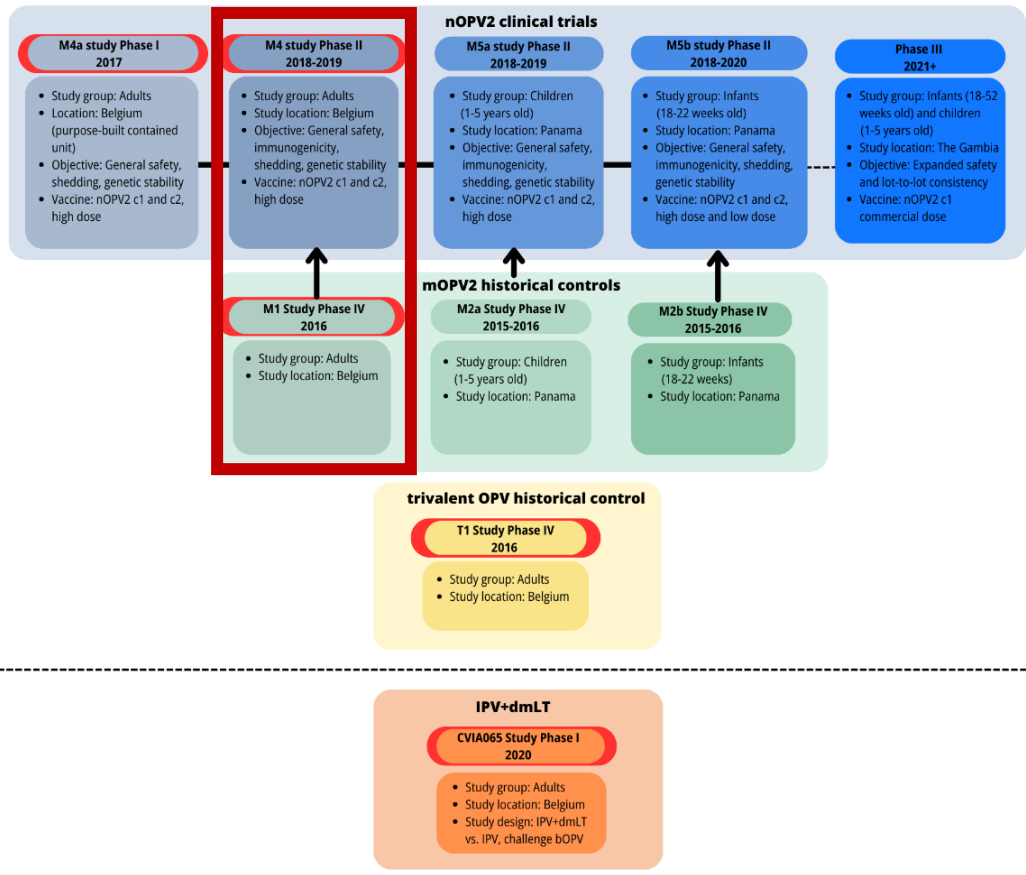 nOPV2 clinical trials
M4a study Phase I
2017
• Study group: Adults
• Location: Belgium
(purpose-built contained
unit)
• Objective: General safety,
shedding, genetic stability
• Vaccine: nOPV2 c1 and c2,
high dose
M4 study Phase II
2018-2019
• Study group: Adults
• Study location: Belgium
• Objective: General safety,
immunogenicity,
shedding, genetic stability
• Vaccine: nOPV2 c1 and c2,
high dose
M5a study Phase II
2018-2019
• Study group: Children
(1-5 years old)
• Study location: Panama
• Objective: General safety,
immunogenicity,
shedding, genetic stability
• Vaccine: nOPV2 c1 and c2,
high dose
M5b study Phase II
2018-2020
• Study group: Infants
(18-22 weeks old)
• Study location: Panama
• Objective: General safety,
immunogenicity, shedding,
genetic stability
• Vaccine: nOPV2 c1 and c2,
high dose and low dose
Phase III
2021+
• Study group: Infants (18-52
weeks old) and children
(1-5 years old)
• Study location: The Gambia
• Objective: Expanded safety
and lot-to-lot consistency
• Vaccine: nOPV2 c1
commercial dose
mOPV2 historical controls
M1 Study Phase IV
2016
• Study group: Adults
• Study location: Belgium
M2a Study Phase IV
2015-2016
• Study group: Children
(1-5 years old)
• Study location: Panama
M2b Study Phase IV
2015-2016
• Study group: Infants
(18-22 weeks)
• Study location: Panama
trivalent OPV historical control
T1 Study Phase IV
2016
• Study group: Adults
• Study location: Belgium
IPV+dmLT
CVIA065 Study Phase I
2020
• Study group: Adults
• Study location: Belgium
• Study design: IPV+dmLT
vs. IPV, challenge bOPV